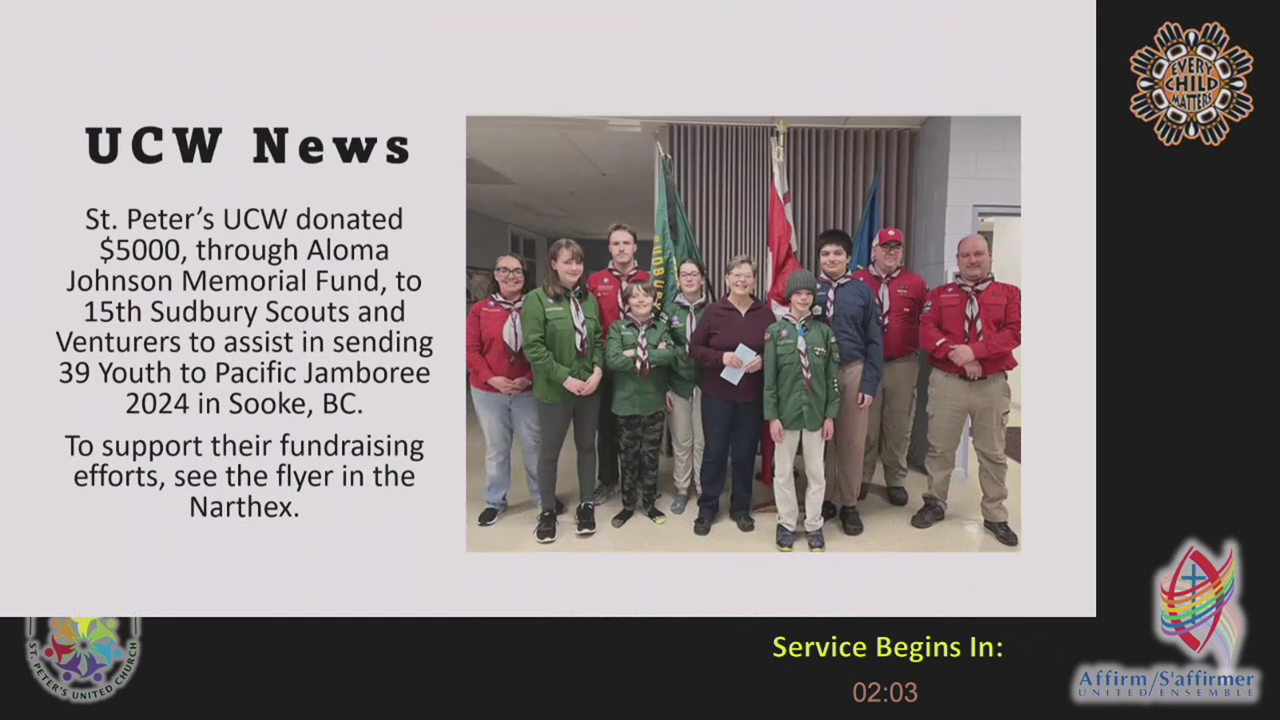 UCW News
St. Peter's UCW donated
$5000, through Aloma
Johnson Memorial Fund, to
15th Sudbury Scouts and
Venturers to assist in sending
39 Youth to Pacific Jamboree
2024 in Sooke, BC.
To support their fundraising
efforts, see the flyer in the
Narthex.
EVERY
CHILD
MATTERS
ST. PETER'S UNITED CHURCH
Service Begins In:
02:03
Affirm/S'affirmer
UNITED/ENSEMBLE